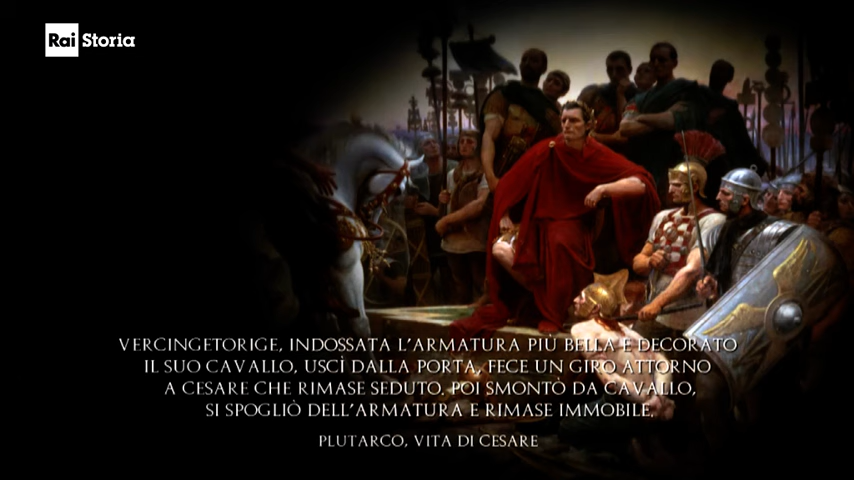 Rai Storia
VERCINGETORIGE, INDOSSATA L'ARMATURA PIÙ BELLA E DECORATO
IL SUO CAVALLO, USCÌ DALLA PORTA, FECE UN GIRO ATTORNO
A CESARE CHE RIMASE SEDUTO. POI SMONTÒ DA CAVALLO,
SI SPOGLIÒ DELL'ARMATURA E RIMASE IMMOBILE.
PLUTARCO, VITA DI CESARE